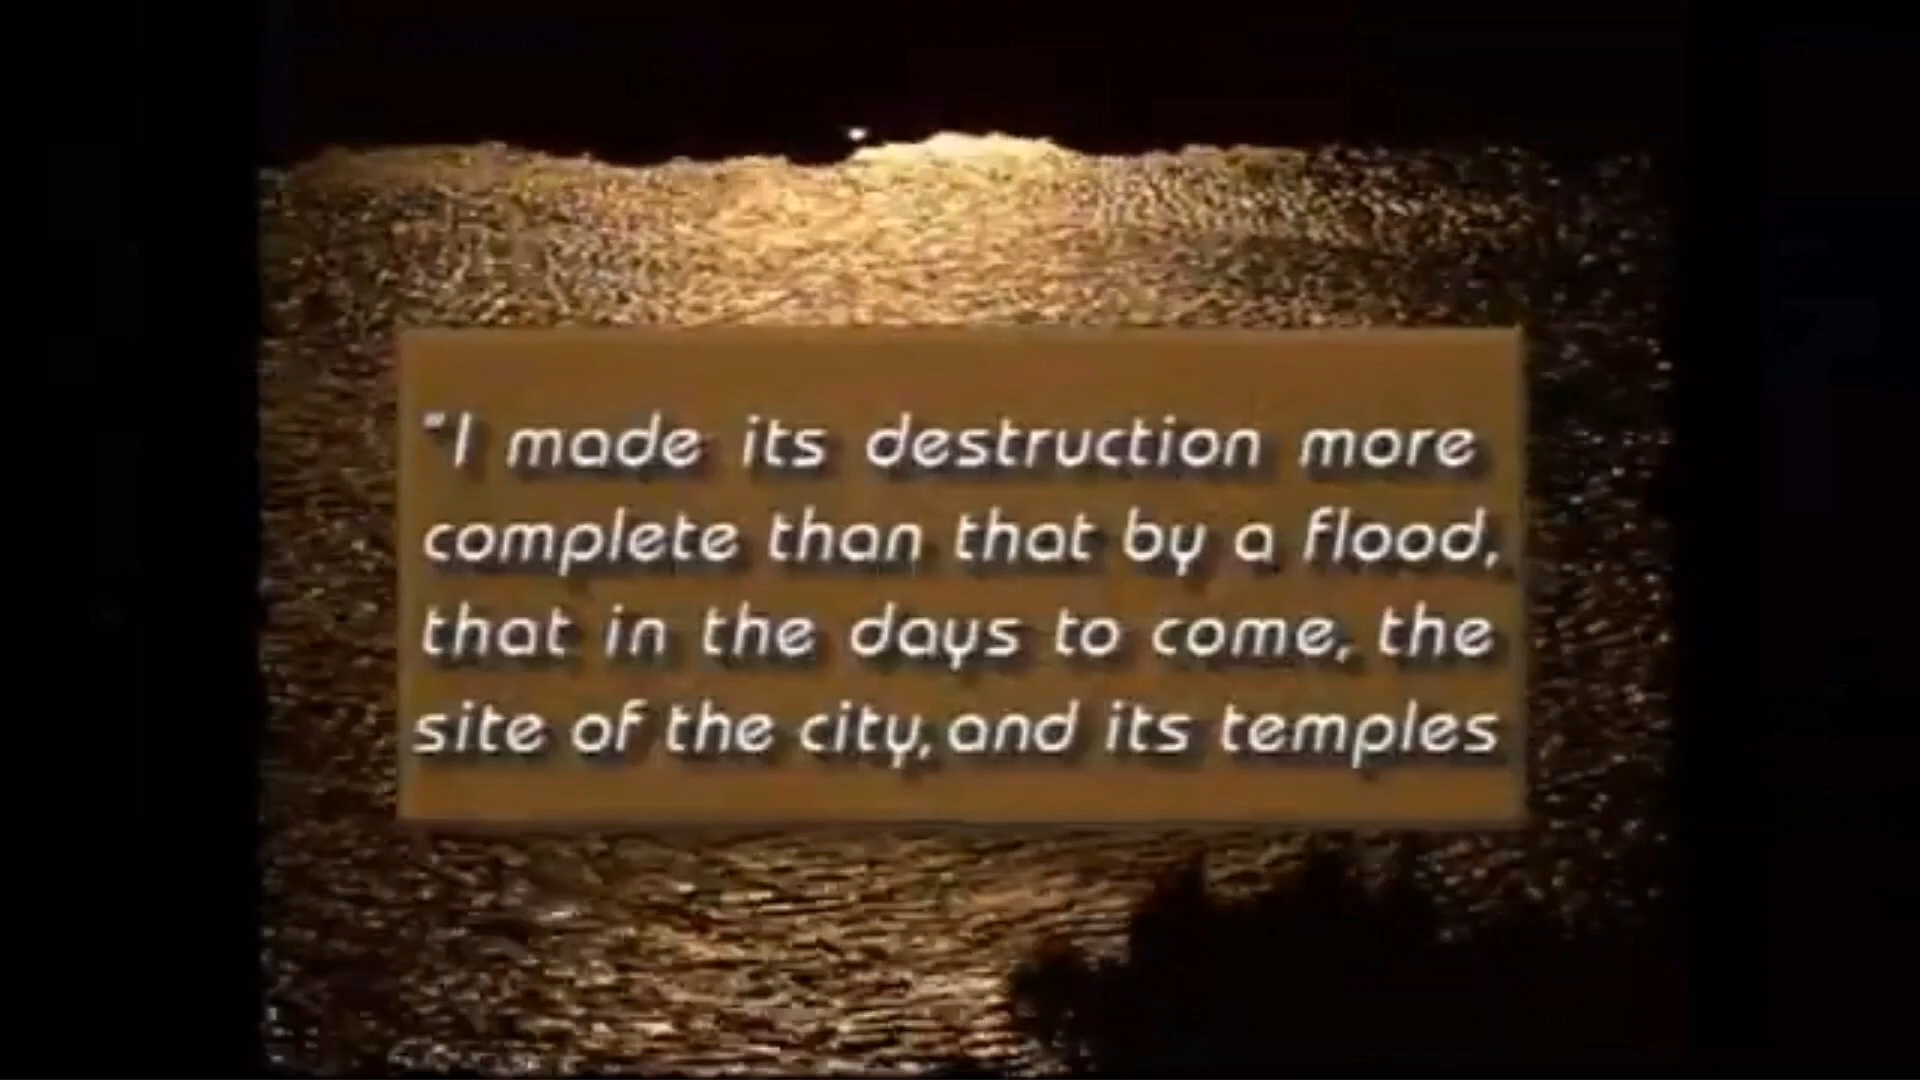 "I made its destruction more
complete than that by a flood,
that in the days to come, the
site of the city, and its temples